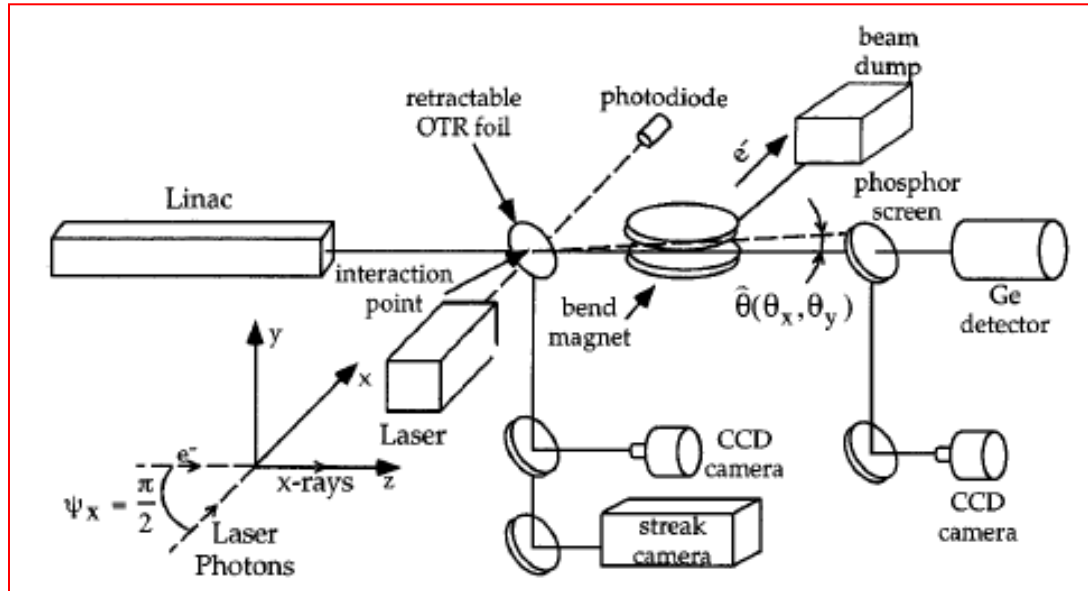 beam
dump
photodiode
retractable
OTR foil
é
phosphor
screen
Linac
interaction
point
bend
magnet
θ̂(θx,θy)
Ge
detector
y
x
Laser
e-
x-rays
z
ψx = π/2
Laser
Photons
CCD
camera
streak
camera
CCD
camera